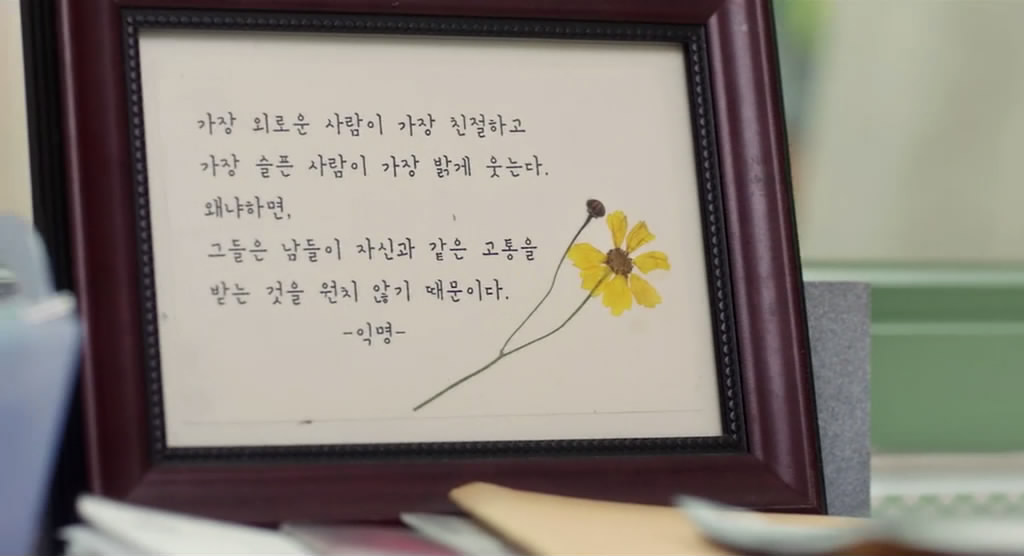 가장 외로운 사람이 가장 친절하고
가장 슬픈 사람이 가장 밝게 웃는다.
왜냐하면,
그들은 남들이 자신과 같은 고통을
받는 것을 원치 않기 때문이다.
-익명-